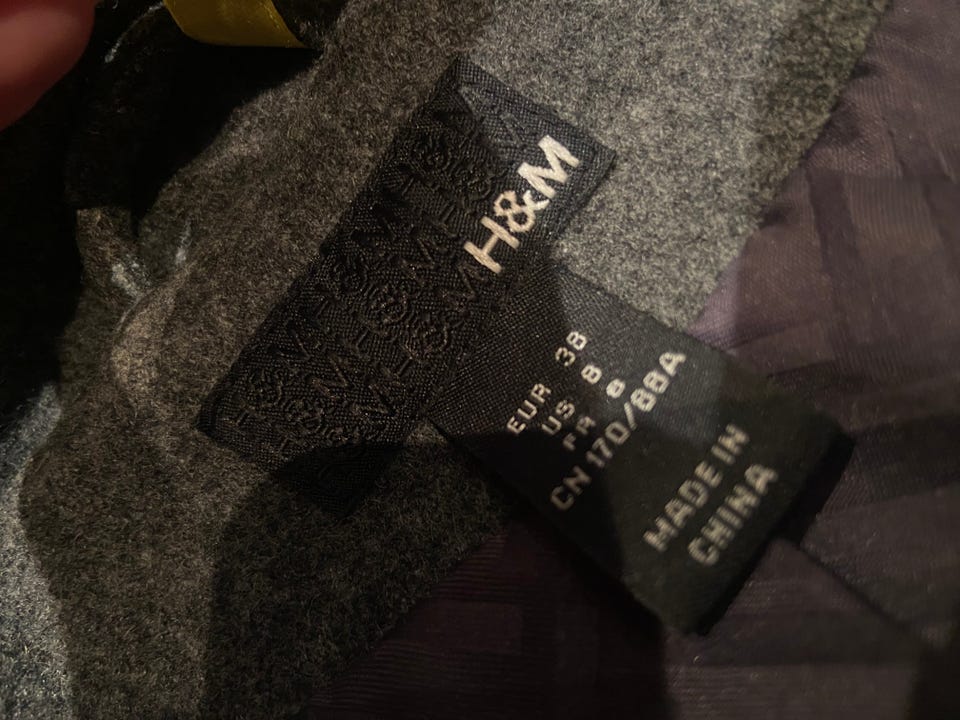 H&M
EUR 38
US 8
FR 8
CN 170/88A
MADE IN
CHINA